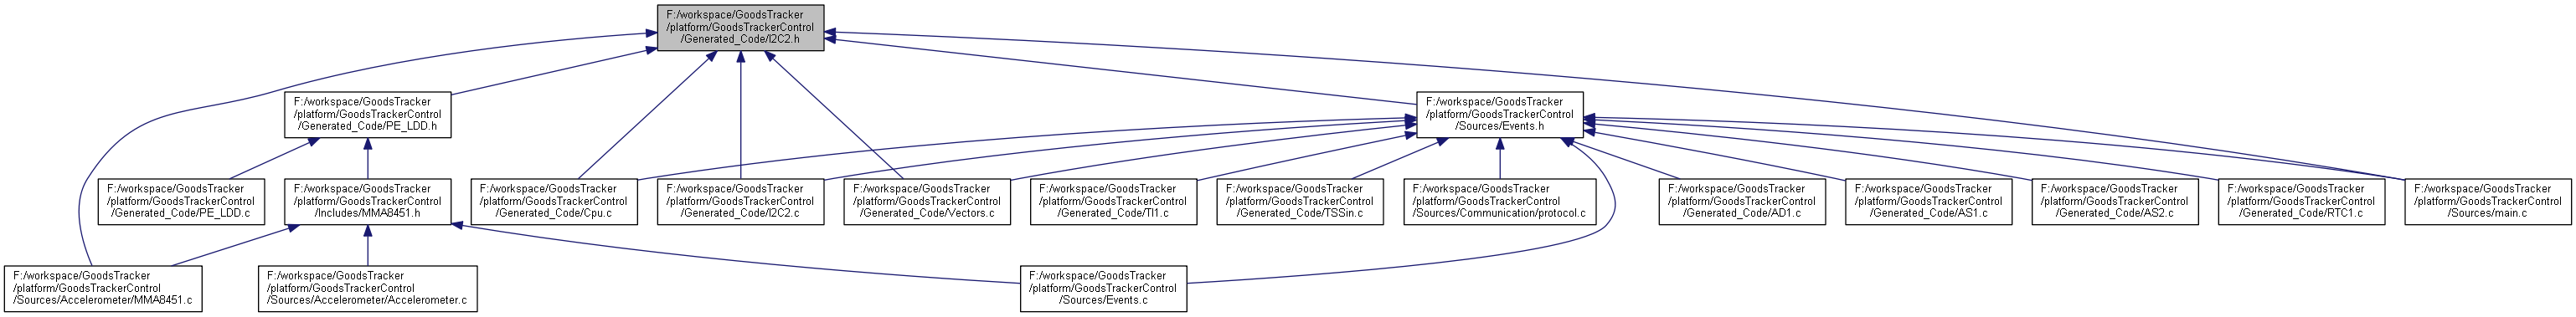 F:/workspace/GoodsTracker
/platform/GoodsTrackerControl
/Generated_Code/I2C2.h
F:/workspace/GoodsTracker
/platform/GoodsTrackerControl
/Generated_Code/PE_LDD.h
F:/workspace/GoodsTracker
/platform/GoodsTrackerControl
/Sources/Events.h
F:/workspace/GoodsTracker
/platform/GoodsTrackerControl
/Generated_Code/PE_LDD.c
F:/workspace/GoodsTracker
/platform/GoodsTrackerControl
/Includes/MMA8451.h
F:/workspace/GoodsTracker
/platform/GoodsTrackerControl
/Generated_Code/Cpu.c
F:/workspace/GoodsTracker
/platform/GoodsTrackerControl
/Generated_Code/I2C2.c
F:/workspace/GoodsTracker
/platform/GoodsTrackerControl
/Generated_Code/Vectors.c
F:/workspace/GoodsTracker
/platform/GoodsTrackerControl
/Generated_Code/TI1.c
F:/workspace/GoodsTracker
/platform/GoodsTrackerControl
/Generated_Code/TSSin.c
F:/workspace/GoodsTracker
/platform/GoodsTrackerControl
/Sources/Communication/protocol.c
F:/workspace/GoodsTracker
/platform/GoodsTrackerControl
/Generated_Code/AD1.c
F:/workspace/GoodsTracker
/platform/GoodsTrackerControl
/Generated_Code/AS1.c
F:/workspace/GoodsTracker
/platform/GoodsTrackerControl
/Generated_Code/AS2.c
F:/workspace/GoodsTracker
/platform/GoodsTrackerControl
/Generated_Code/RTC1.c
F:/workspace/GoodsTracker
/platform/GoodsTrackerControl
/Sources/main.c
F:/workspace/GoodsTracker
/platform/GoodsTrackerControl
/Sources/Accelerometer/MMA8451.c
F:/workspace/GoodsTracker
/platform/GoodsTrackerControl
/Sources/Accelerometer/Accelerometer.c
F:/workspace/GoodsTracker
/platform/GoodsTrackerControl
/Sources/Events.c